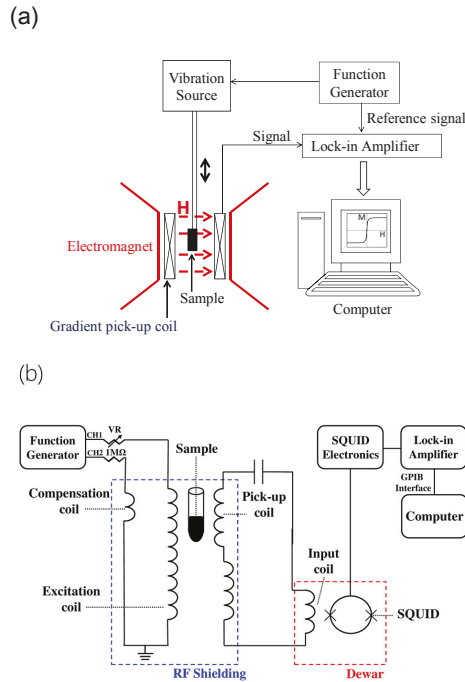 (a)
Vibration
Source
Function
Generator
Reference signal
Signal
Lock-in Amplifier
H
M
H
Electromagnet
Sample
Gradient pick-up coil
Computer
(b)
Function
Generator
CH1
VR
CH2
1MΩ
Sample
SQUID
Electronics
Lock-in
Amplifier
GPIB
Interface
Computer
Compensation
coil
Pick-up
coil
Input
coil
Excitation
coil
SQUID
RF Shielding
Dewar